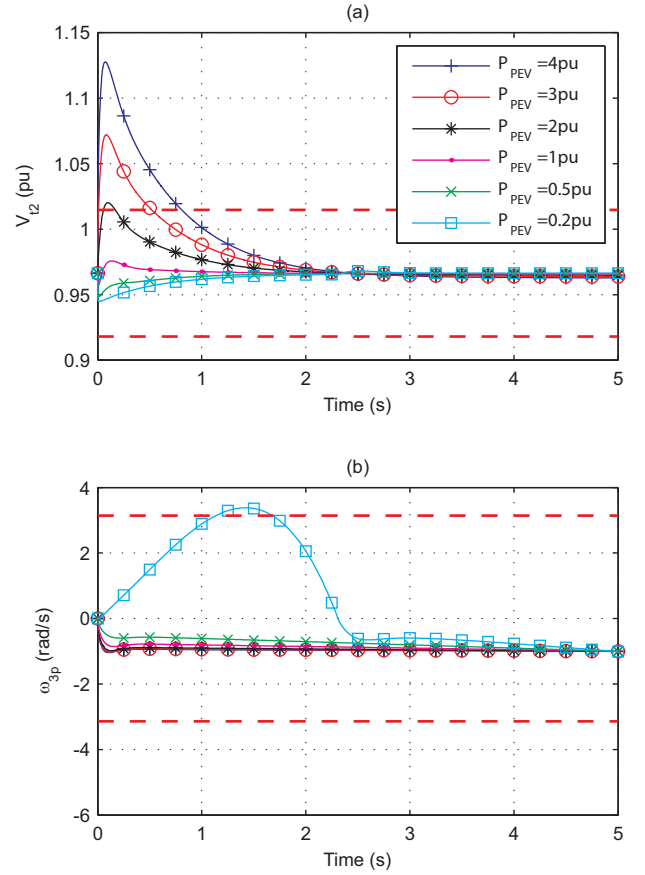 (a)
1.15
1.1
1.05
1
0.95
0.9
V_t2 (pu)
P_PEV =4pu
P_PEV =3pu
P_PEV =2pu
P_PEV =1pu
P_PEV =0.5pu
P_PEV =0.2pu
0 1 2 3 4 5
Time (s)
(b)
4
2
0
-2
-4
-6
ω_3p (rad/s)
0 1 2 3 4 5
Time (s)